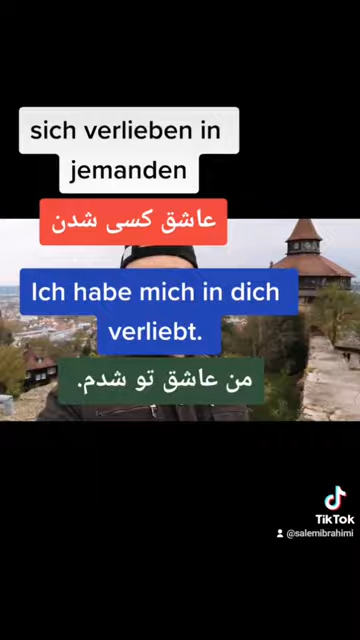 sich verlieben in
jemanden
عاشق کسی شدن
Ich habe mich in dich
verliebt.
من عاشق تو شدم.
TikTok
@salemibrahimi